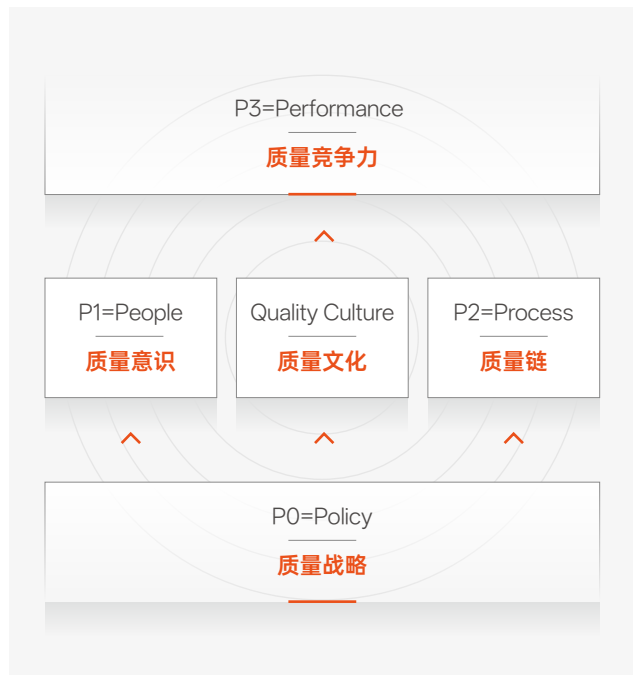 P3=Performance
质量竞争力
P1=People
质量意识
Quality Culture
质量文化
P2=Process
质量链
P0=Policy
质量战略